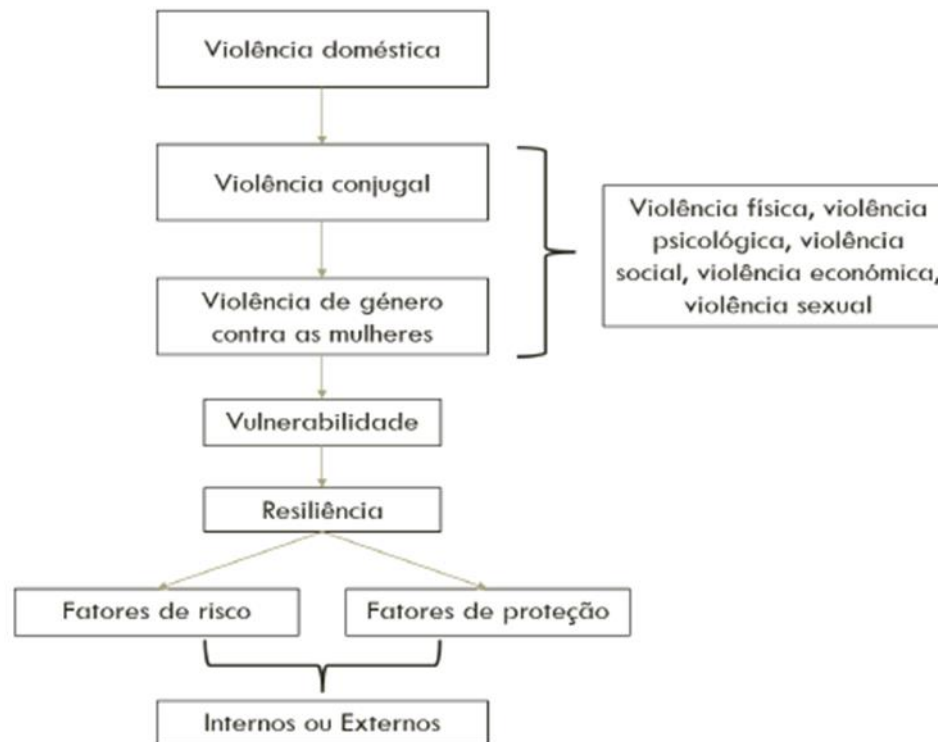 Violência doméstica
Violência conjugal
Violência física, violência
psicológica, violência
social, violência económica,
violência sexual
Violência de género
contra as mulheres
Vulnerabilidade
Resiliência
Fatores de risco
Fatores de proteção
Internos ou Externos